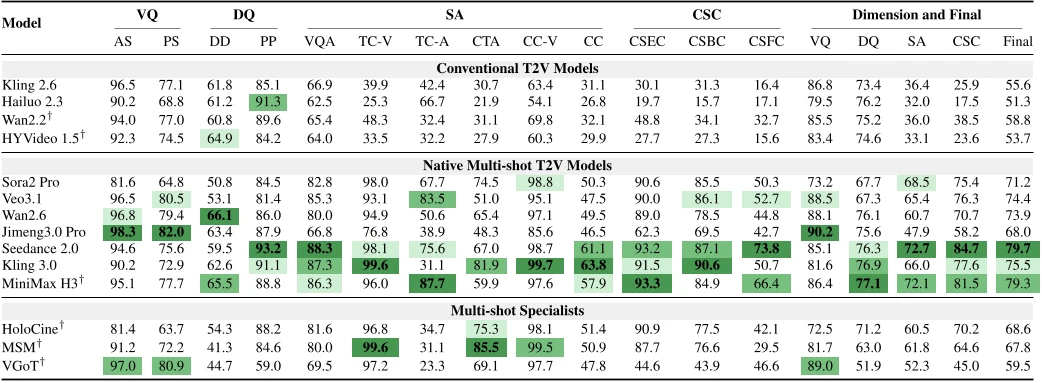 Model VQ DQ SA CSC Dimension and Final
AS PS DD PP VQA TC-V TC-A CTA CC-V CC CSEC CSBC CSFC VQ DQ SA CSC Final
Conventional T2V Models
Kling 2.6 96.5 77.1 61.8 85.1 66.9 39.9 42.4 30.7 63.4 31.1 30.1 31.3 16.4 86.8 73.4 36.4 25.9 55.6
Hailuo 2.3 90.2 68.8 61.2 91.3 62.5 25.3 66.7 21.9 54.1 26.8 19.7 15.7 17.1 79.5 76.2 32.0 17.5 51.3
Wan2.2† 94.0 77.0 60.8 89.6 55.4 48.3 32.4 31.1 69.8 32.1 48.8 34.1 32.7 85.5 75.2 36.0 38.5 58.8
HYVideo 1.5† 92.3 74.5 64.9 84.2 64.0 33.5 32.2 27.9 60.3 29.9 27.7 27.3 15.6 83.4 74.6 33.1 23.6 53.7
Native Multi-shot T2V Models
Sora2 Pro 81.6 64.8 50.8 84.5 82.8 98.0 67.7 74.5 98.8 50.3 90.6 85.5 50.3 73.2 67.7 68.5 75.4 71.2
Veo3.1 96.5 80.5 53.1 81.4 85.3 93.1 83.5 51.0 95.1 47.5 90.0 86.1 52.7 88.5 67.3 65.4 76.3 74.4
Wan2.6 96.8 79.4 66.1 86.0 80.0 94.9 50.6 65.4 97.1 49.5 89.0 78.5 44.8 88.1 76.1 60.7 70.7 73.9
Jimeng3.0 Pro 98.3 82.0 63.4 87.9 66.8 76.8 38.9 48.3 85.6 46.5 62.3 69.5 42.7 90.2 75.6 47.9 58.2 68.0
Seedance 2.0 94.6 75.6 59.5 93.2 88.3 98.1 75.6 67.0 98.7 61.1 93.2 87.1 73.8 85.1 76.3 72.7 84.7 79.7
Kling 3.0 90.2 72.9 62.6 91.1 87.3 99.6 31.1 81.9 99.7 63.8 91.5 90.6 50.7 81.6 76.9 66.0 77.6 75.5
MiniMax H3† 95.1 77.7 65.5 88.8 86.3 96.0 87.7 59.9 97.6 57.9 93.3 84.9 66.4 86.4 77.1 72.1 81.5 79.3
Multi-shot Specialists
HoloCine† 81.4 63.7 54.3 88.2 81.6 96.8 34.7 75.3 98.1 51.4 90.9 77.5 42.1 72.5 71.2 60.5 70.2 68.6
MSM† 91.2 72.2 41.3 84.6 80.0 99.6 31.1 85.5 99.5 50.9 87.7 76.6 29.5 81.7 63.0 61.8 64.6 67.8
VGoT† 97.0 80.9 44.7 59.0 69.5 97.2 23.3 69.1 97.7 47.8 44.6 43.9 46.6 89.0 51.9 52.3 45.0 59.5